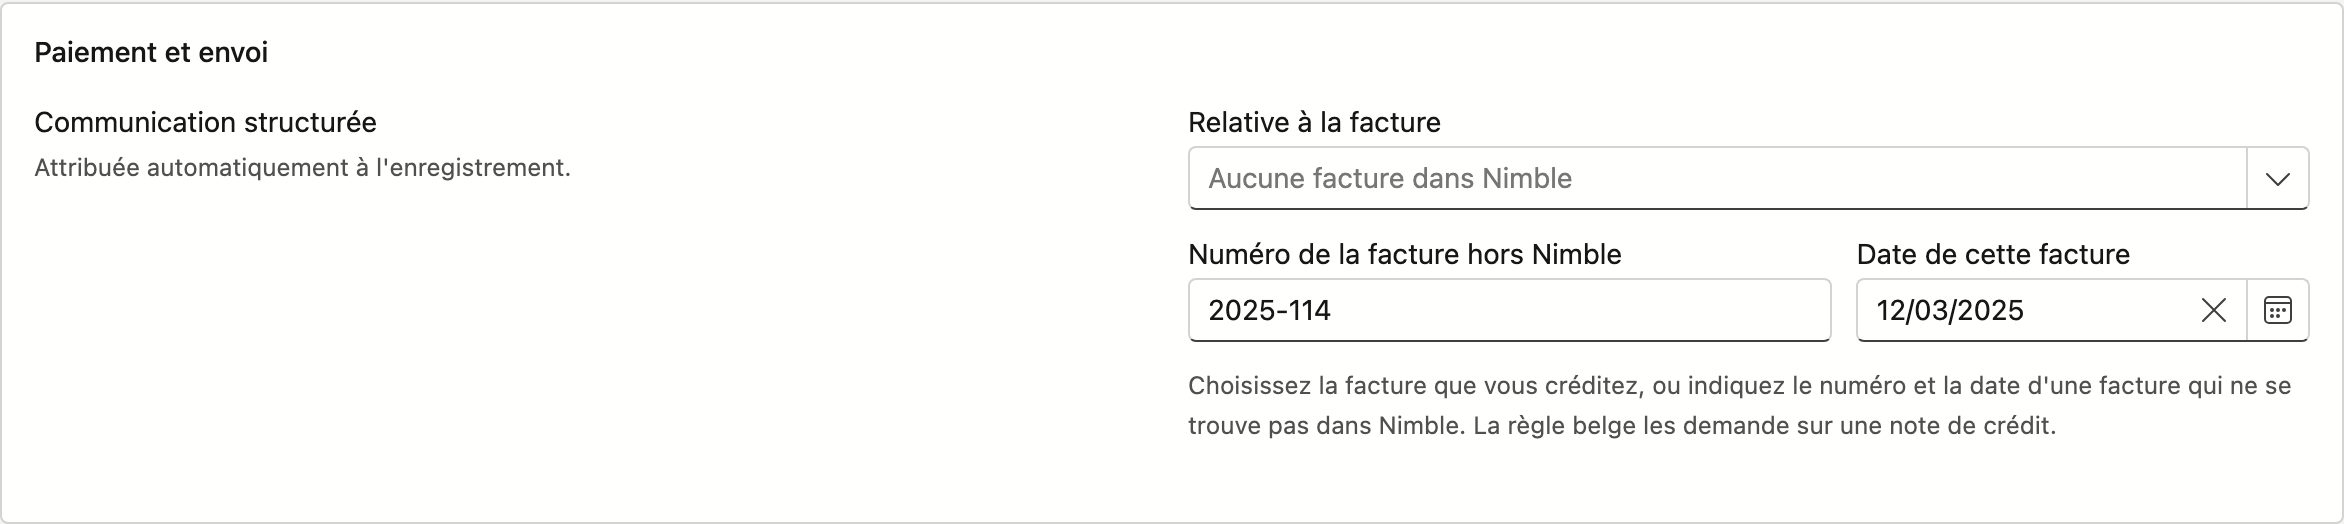 Paiement et envoi
Communication structurée
Attribuée automatiquement à l'enregistrement.
Relative à la facture
Aucune facture dans Nimble
Numéro de la facture hors Nimble
2025-114
Date de cette facture
12/03/2025
Choisissez la facture que vous créditez, ou indiquez le numéro et la date d'une facture qui ne se
trouve pas dans Nimble. La règle belge les demande sur une note de crédit.